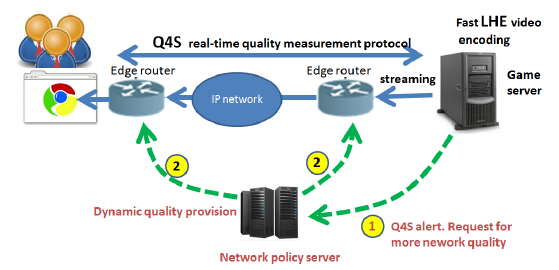 Fast LHE video
encoding
Q4S real-time quality measurement protocol
Edge router
Edge router
streaming
Game
server
IP network
2
2
Dynamic quality provision
1
Q4S alert. Request for
more nework quality
Network policy server